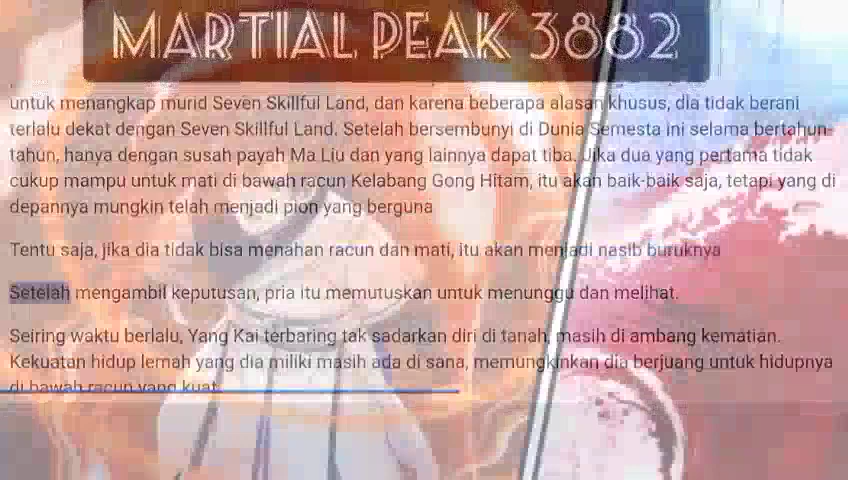 MARTIAL PEAK 3882
untuk menangkap murid Seven Skillful Land, dan karena beberapa alasan khusus, dia tidak berani
terlalu dekat dengan Seven Skillful Land. Setelah bersembunyi di Dunia Semesta ini selama bertahun-
tahun, hanya dengan susah payah Ma Liu dan yang lainnya dapat tiba. Jika dua yang pertama tidak
cukup mampu untuk mati di bawah racun Kelabang Gong Hitam, itu akan baik-baik saja, tetapi yang di
depannya mungkin telah menjadi pion yang berguna
Tentu saja, jika dia tidak bisa menahan racun dan mati, itu akan menjadi nasib buruknya
Setelah mengambil keputusan, pria itu memutuskan untuk menunggu dan melihat.
Seiring waktu berlalu, Yang Kai terbaring tak sadarkan diri di tanah, masih di ambang kematian.
Kekuatan hidup lemah yang dia miliki masih ada di sana, memungkinkan dia berjuang untuk hidupnya
di bawah racun yang kuat